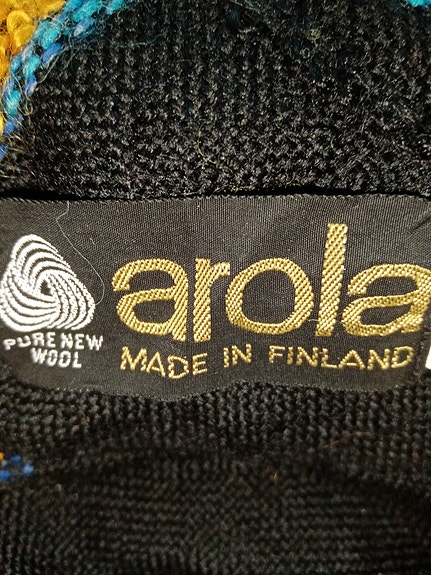 arola
PURE NEW
WOOL
MADE IN FINLAND